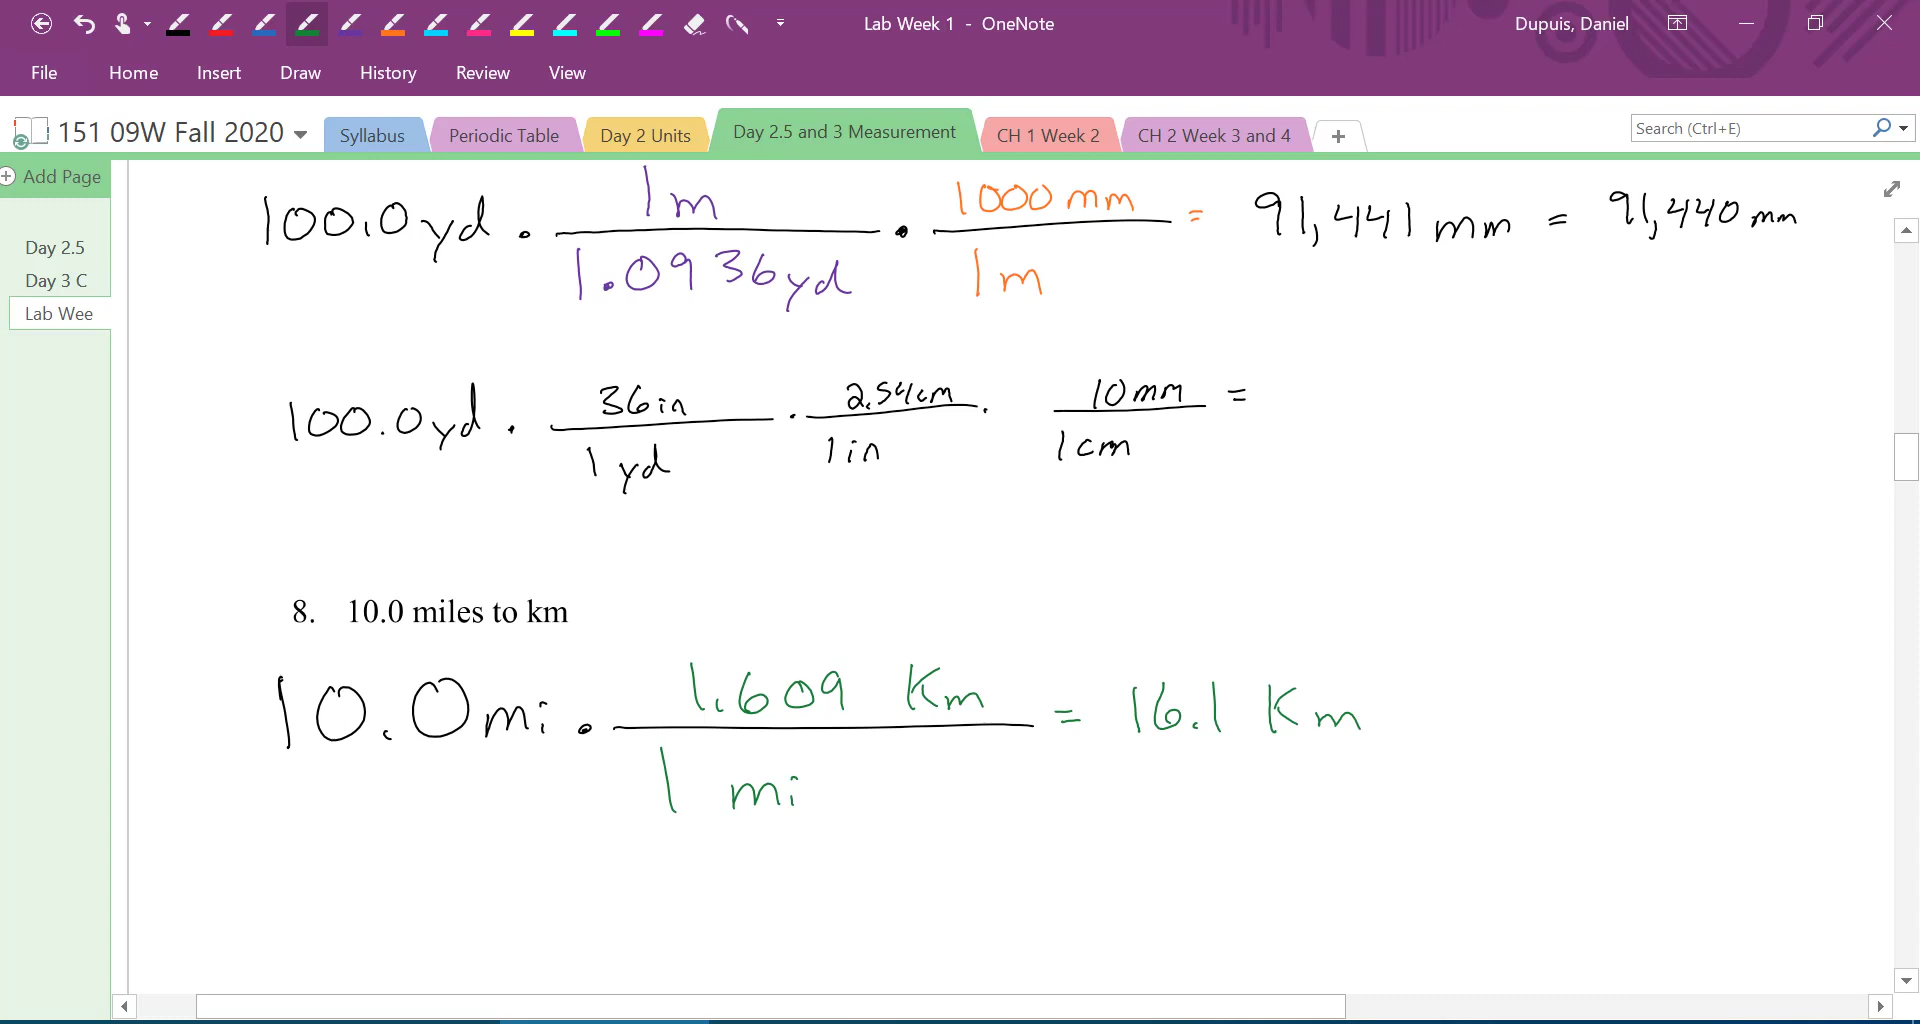 Lab Week 1 - OneNote
Dupuis, Daniel
File Home Insert Draw History Review View
151 09W Fall 2020
Syllabus
Periodic Table
Day 2 Units
Day 2.5 and 3 Measurement
CH 1 Week 2
CH 2 Week 3 and 4
+
Search (Ctrl+E)
Add Page
Day 2.5
Day 3 C
Lab Wee
100.0 yd · 1 m / 1.0936 yd · 1000 mm / 1 m = 91,441 mm = 91,440 mm
100.0 yd · 36 in / 1 yd · 2.54 cm / 1 in · 10 mm / 1 cm =
8. 10.0 miles to km
10.0 mi · 1.609 Km / 1 mi = 16.1 Km